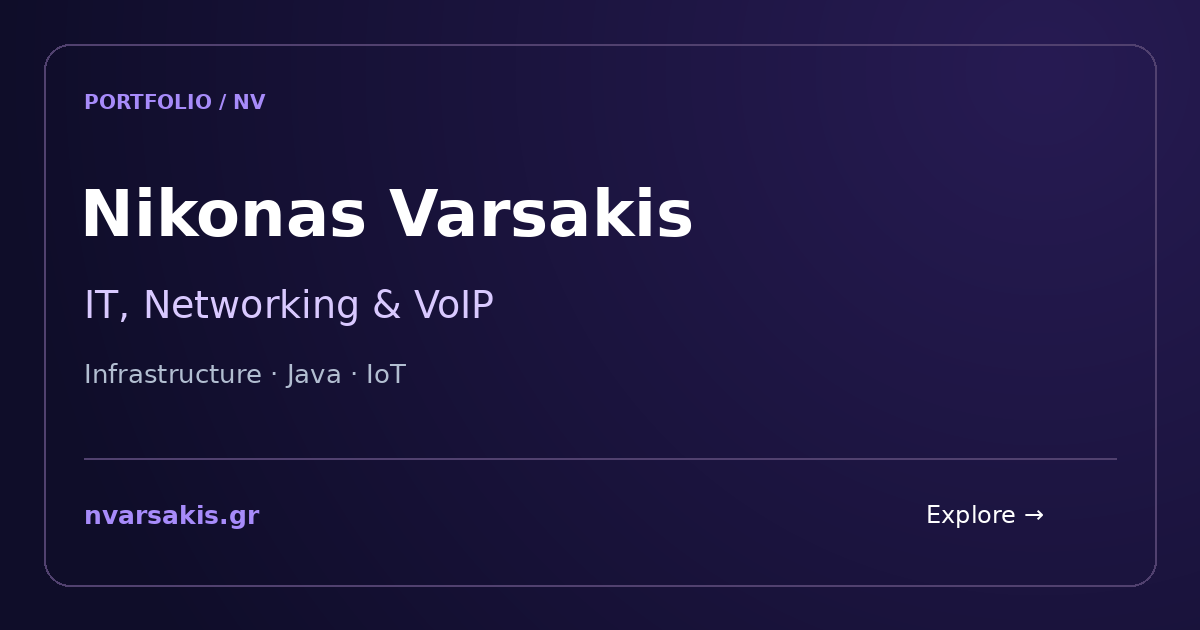 PORTFOLIO / NV
Nikonas Varsakis
IT, Networking & VoIP
Infrastructure · Java · IoT
nvarsakis.gr
Explore →